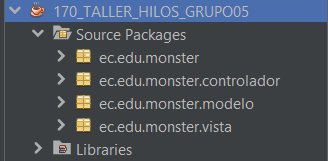 170_TALLER_HILOS_GRUPO05
Source Packages
ec.edu.monster
ec.edu.monster.controlador
ec.edu.monster.modelo
ec.edu.monster.vista
Libraries